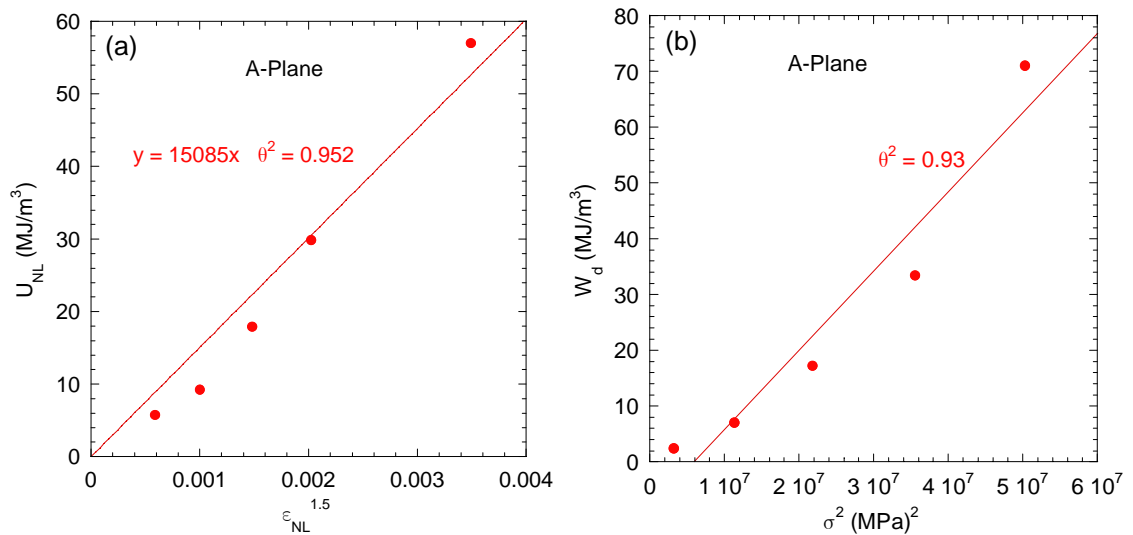 (a)
A-Plane
y = 15085x θ² = 0.952
U_NL (MJ/m³)
60
50
40
30
20
10
0
0 0.001 0.002 0.003 0.004
ε_NL^1.5
(b)
A-Plane
θ² = 0.93
W_d (MJ/m³)
80
70
60
50
40
30
20
10
0
0 1 10⁷ 2 10⁷ 3 10⁷ 4 10⁷ 5 10⁷ 6 10⁷
σ² (MPa)²